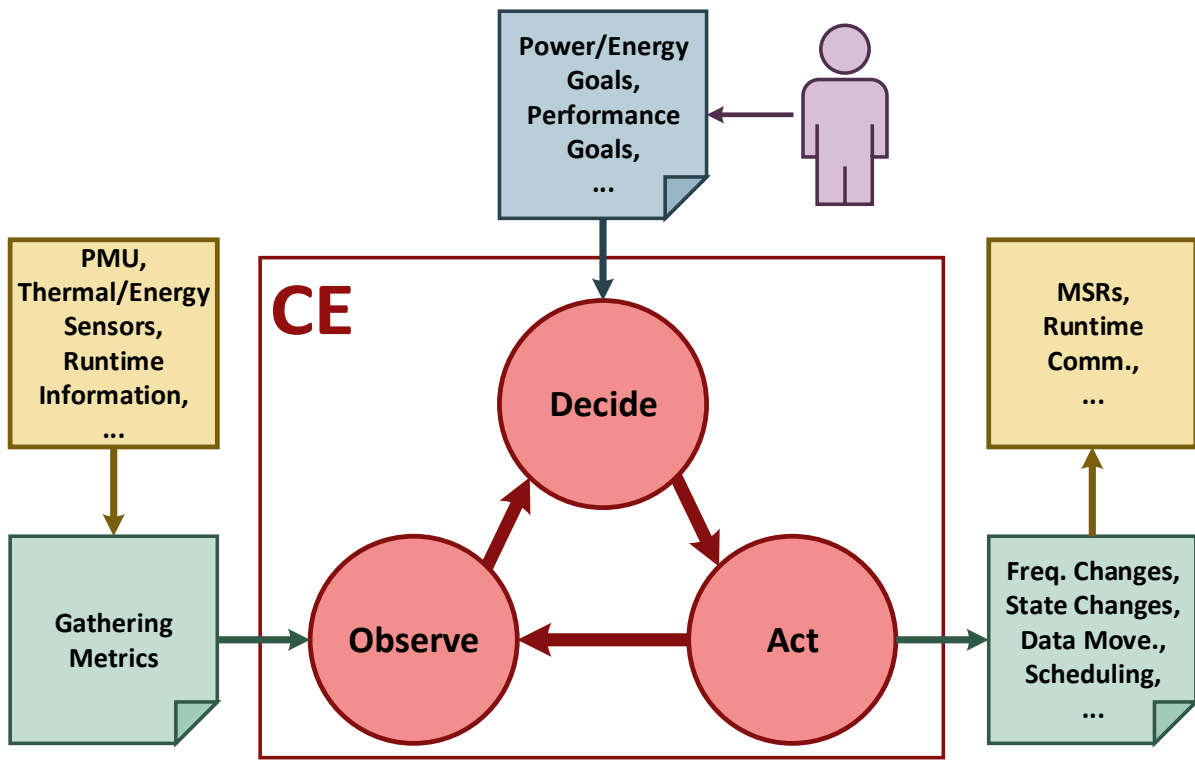 Power/Energy
Goals,
Performance
Goals,
...
PMU,
Thermal/Energy
Sensors,
Runtime
Information,
...
CE
MSRs,
Runtime
Comm.,
...
Decide
Gathering
Metrics
Observe
Act
Freq. Changes,
State Changes,
Data Move.,
Scheduling,
...